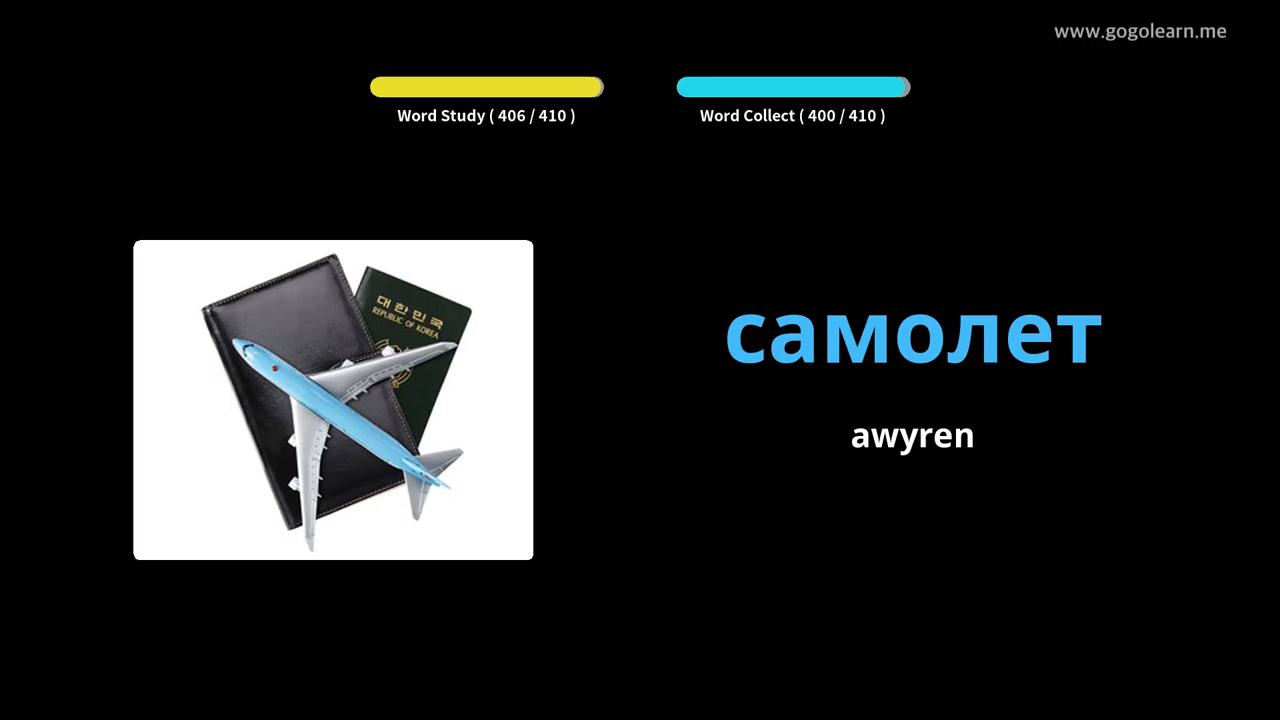 www.gogolearn.me
Word Study ( 406 / 410 )
Word Collect ( 400 / 410 )
대한민국
REPUBLIC OF KOREA
самолет
awyren